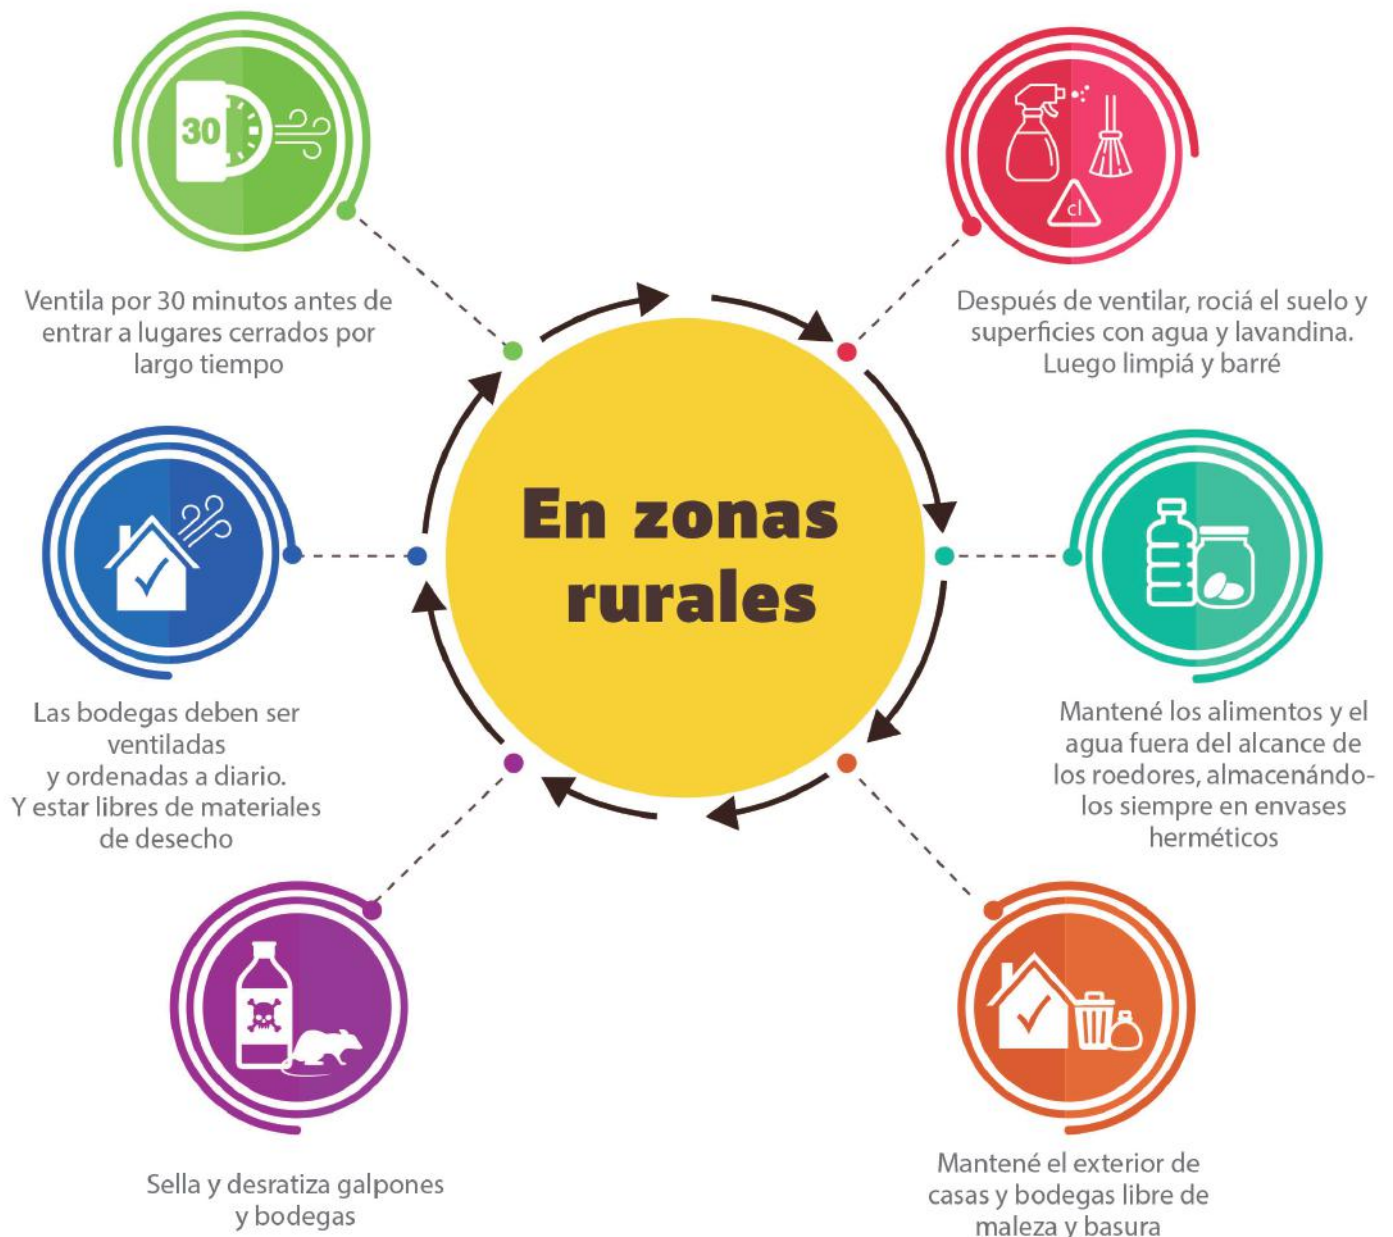 30
Ventila por 30 minutos antes de
entrar a lugares cerrados por
largo tiempo
cl
Después de ventilar, rociá el suelo y
superficies con agua y lavandina.
Luego limpiá y barré
En zonas
rurales
Las bodegas deben ser
ventiladas
y ordenadas a diario.
Y estar libres de materiales
de desecho
Mantené los alimentos y el
agua fuera del alcance de
los roedores, almacenándo-
los siempre en envases
herméticos
Sella y desratiza galpones
y bodegas
Mantené el exterior de
casas y bodegas libre de
maleza y basura